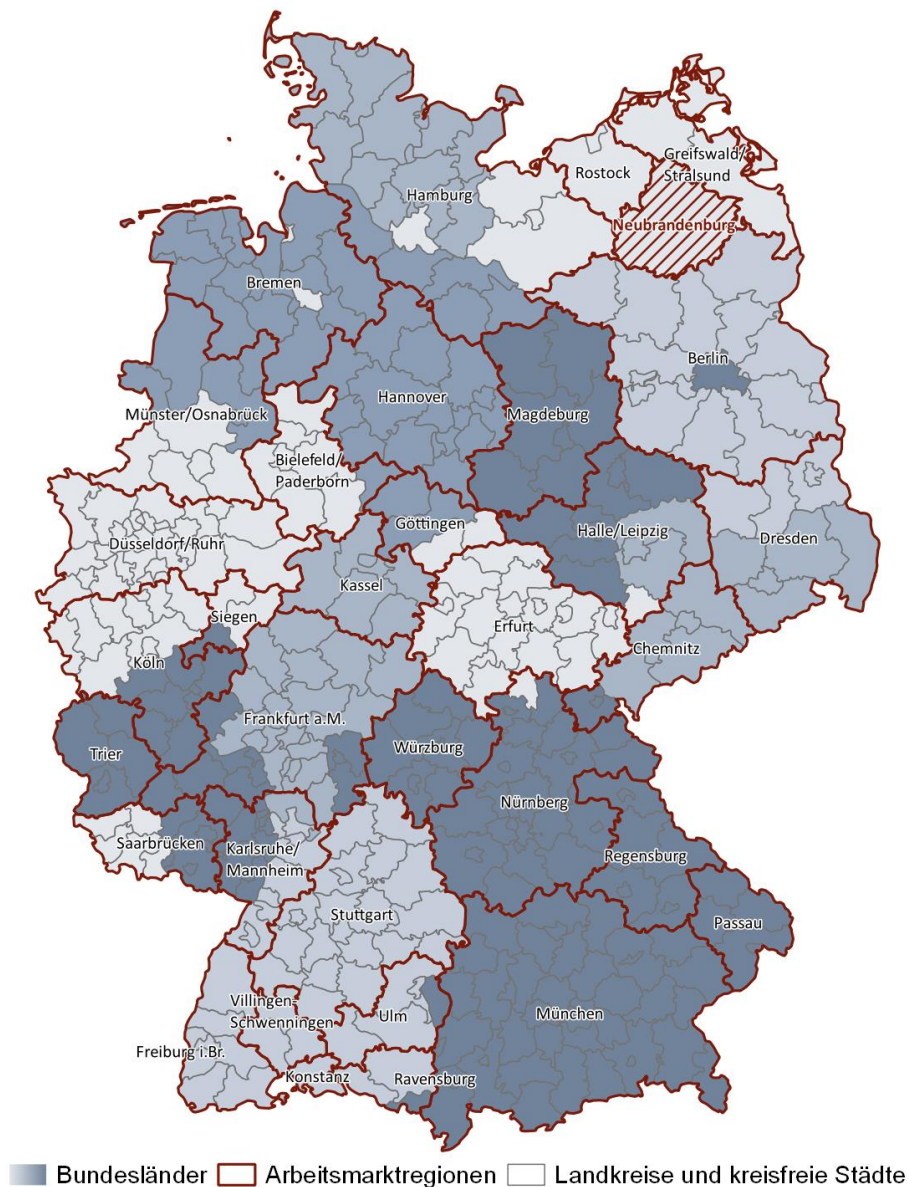 Greifswald/
Stralsund
Rostock
Hamburg
Neubrandenburg
Bremen
Berlin
Hannover
Magdeburg
Münster/Osnabrück
Bielefeld/
Paderborn
Göttingen
Halle/Leipzig
Düsseldorf/Ruhr
Dresden
Kassel
Siegen
Erfurt
Chemnitz
Köln
Frankfurt a.M.
Trier
Würzburg
Nürnberg
Saarbrücken
Karlsruhe/
Mannheim
Regensburg
Stuttgart
Passau
Villingen-
Schwenningen
Ulm
München
Freiburg i.Br.
Konstanz
Ravensburg
Bundesländer Arbeitsmarktregionen Landkreise und kreisfreie Städte